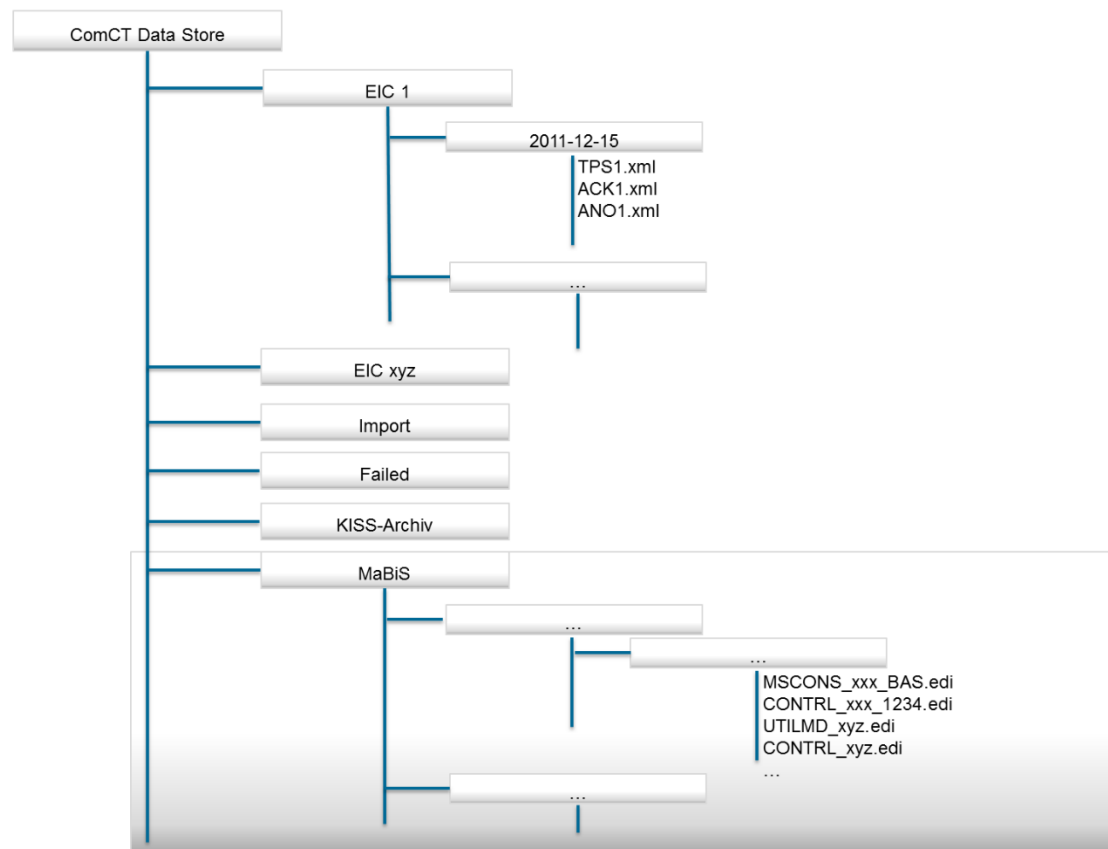 ComCT Data Store
EIC 1
2011-12-15
TPS1.xml
ACK1.xml
ANO1.xml
...
EIC xyz
Import
Failed
KISS-Archiv
MaBiS
...
...
MSCONS_xxx_BAS.edi
CONTRL_xxx_1234.edi
UTILMD_xyz.edi
CONTRL_xyz.edi
...
...